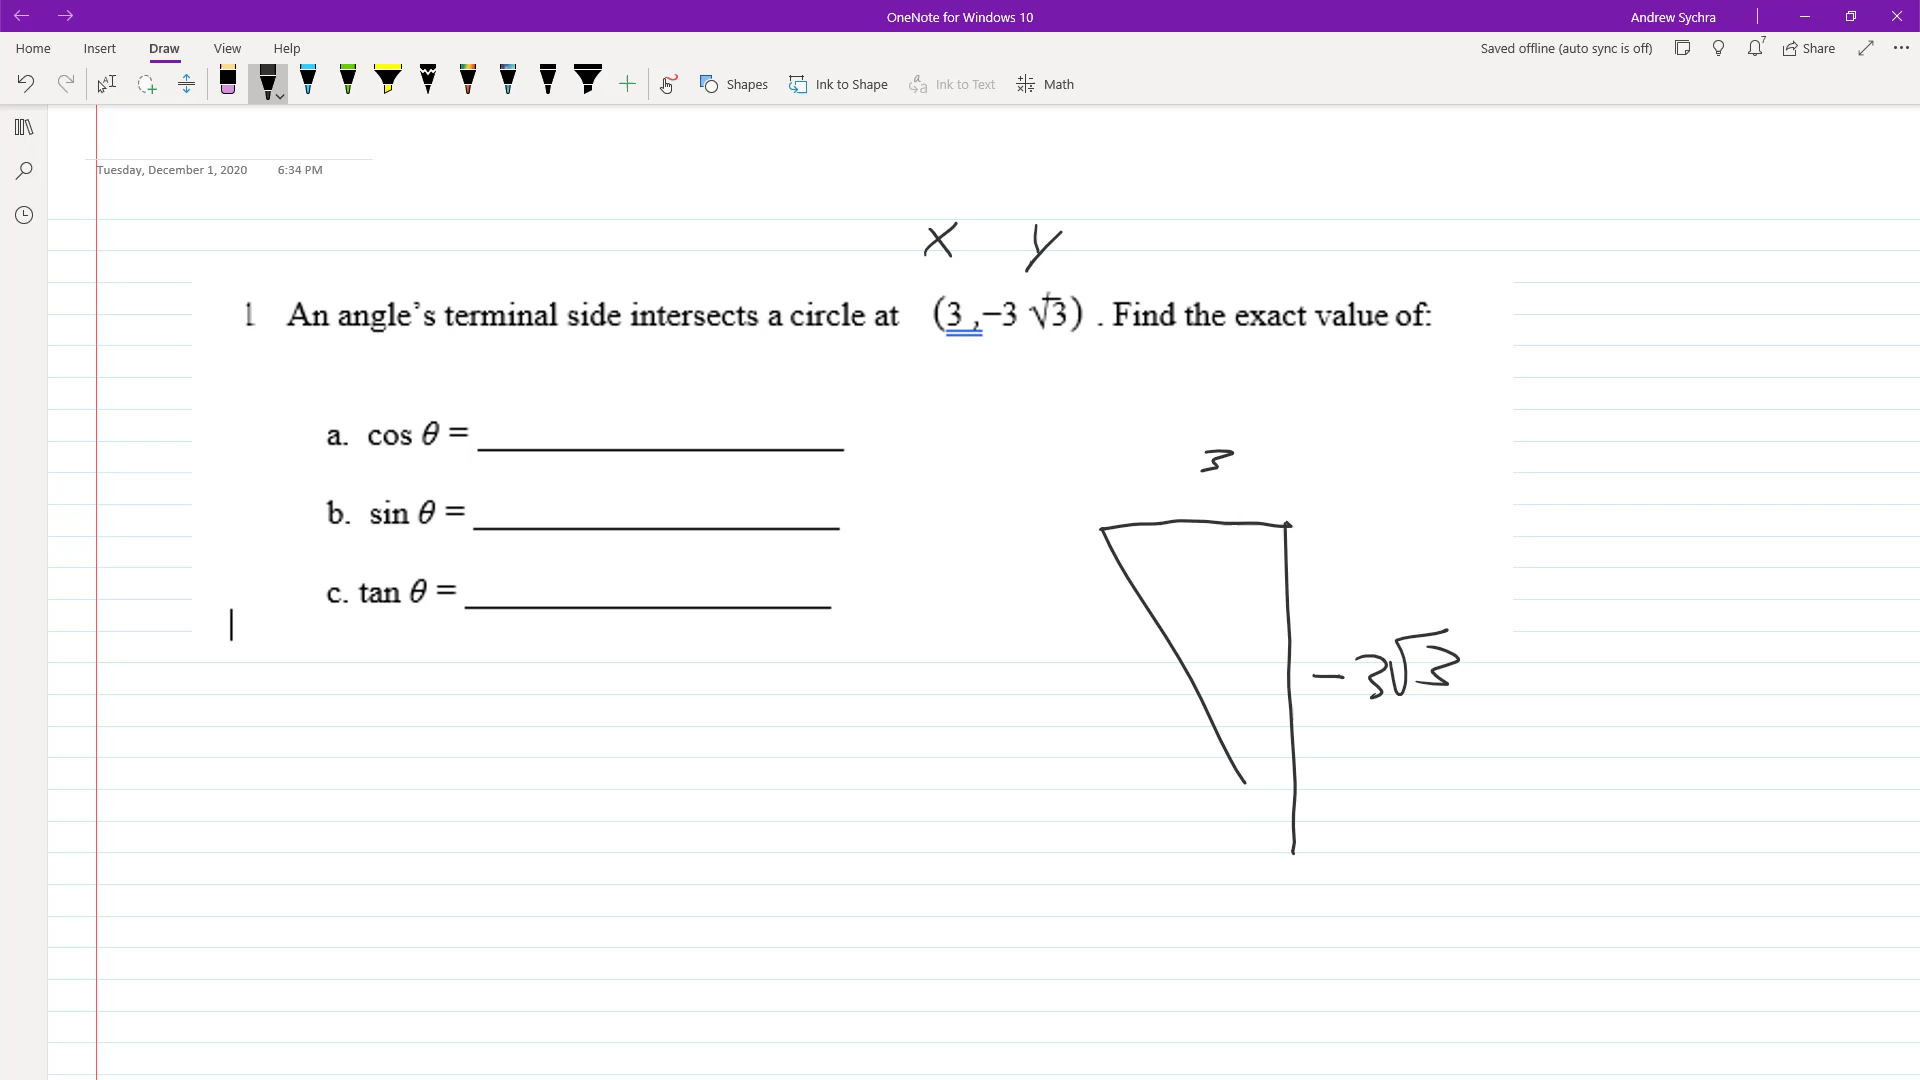 OneNote for Windows 10
Andrew Sychra
Home Insert Draw View Help
Saved offline (auto sync is off) 7 Share
Shapes Ink to Shape Ink to Text Math
Tuesday, December 1, 2020 6:34 PM
x y
1 An angle's terminal side intersects a circle at (3 ,−3 √3) . Find the exact value of:
a. cos θ =
3
b. sin θ =
c. tan θ =
−3√3